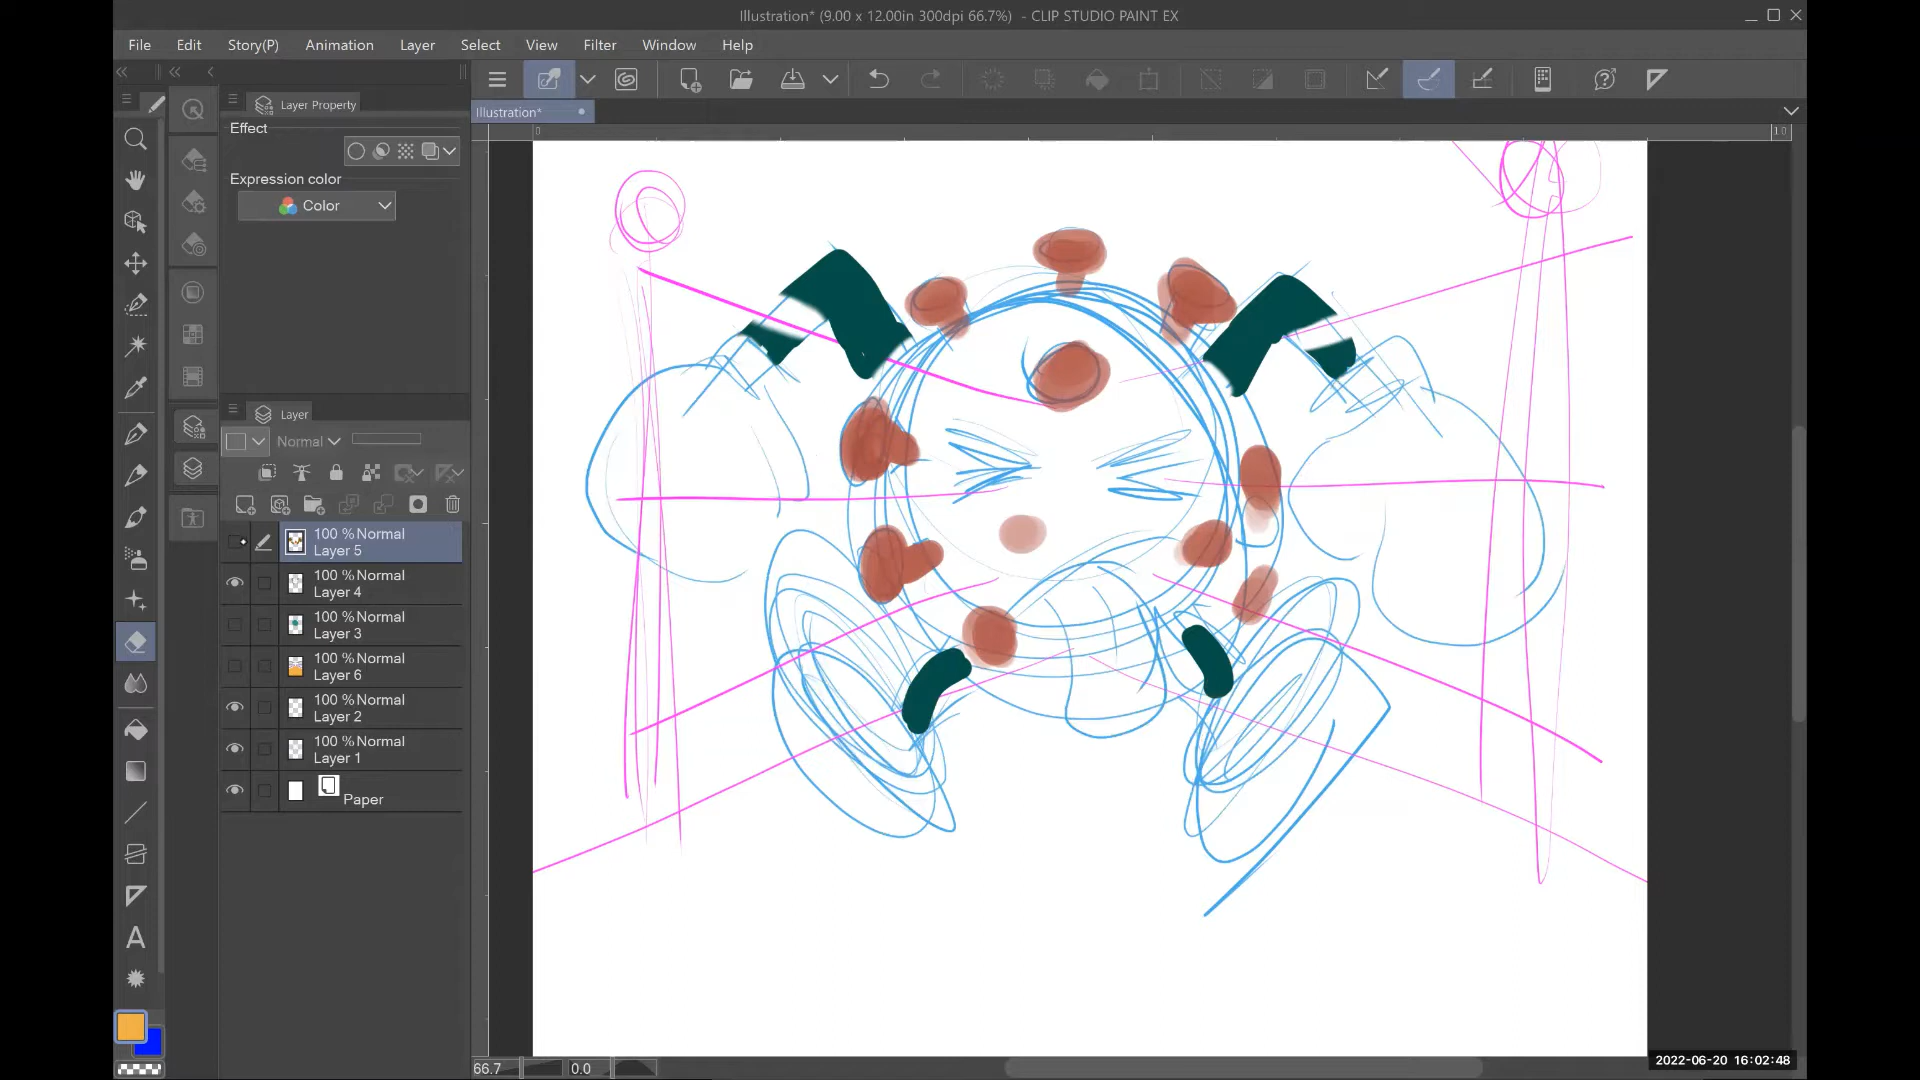 Illustration* (9.00 x 12.00in 300dpi 66.7%) - CLIP STUDIO PAINT EX
File Edit Story(P) Animation Layer Select View Filter Window Help
Layer Property
Illustration*
Effect
0
10
Expression color
Color
Layer
Normal
100 %Normal
Layer 5
100 %Normal
Layer 4
100 %Normal
Layer 3
100 %Normal
Layer 6
100 %Normal
Layer 2
100 %Normal
Layer 1
Paper
A
66.7
0.0
2022-06-20 16:02:48